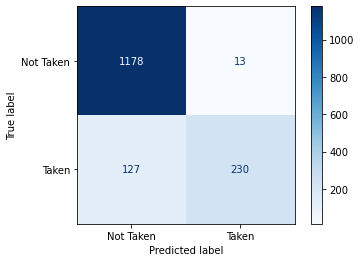 Not Taken
1178
13
Taken
127
230
Not Taken
Taken
Predicted label
True label
1000
800
600
400
200